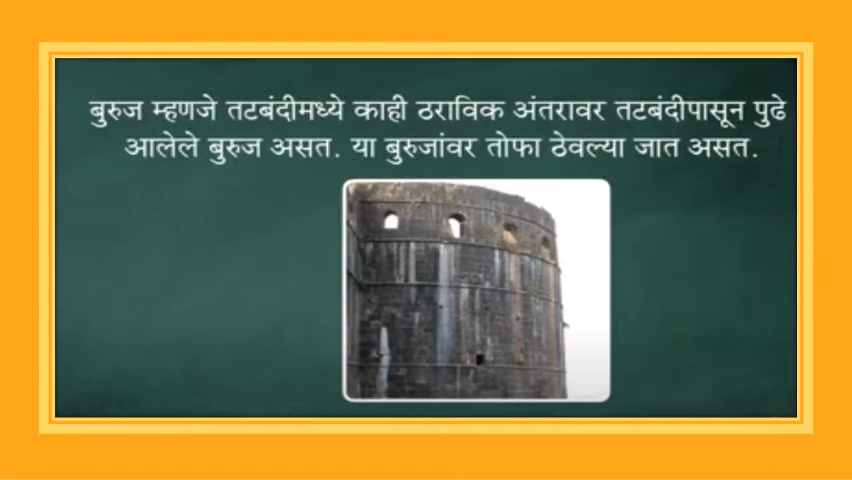 बुरुज म्हणजे तटबंदीमध्ये काही ठराविक अंतरावर तटबंदीपासून पुढे
आलेले बुरुज असत. या बुरुजांवर तोफा ठेवल्या जात असत.